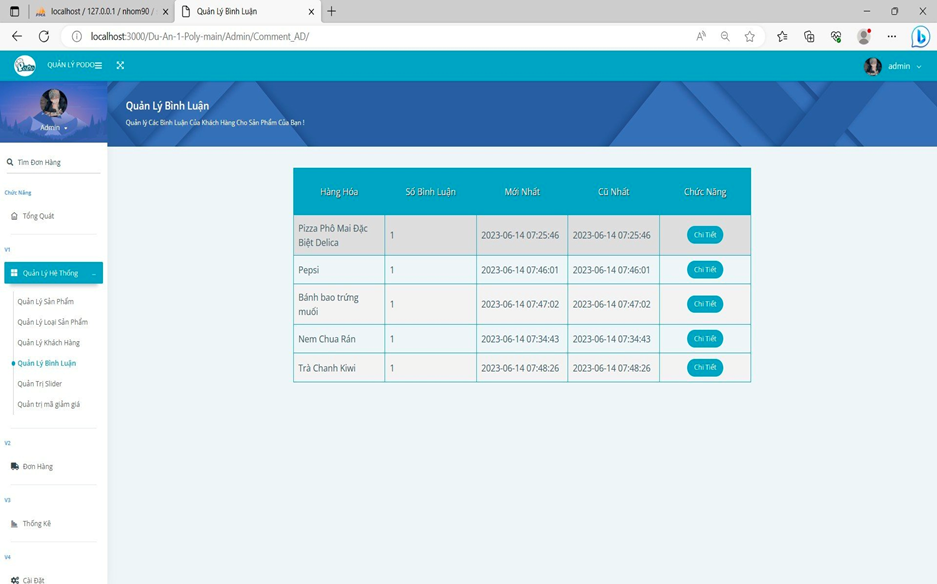 localhost / 127.0.0.1 / nhom90 /
Quản Lý Bình Luận
localhost:3000/Du-An-1-Poly-main/Admin/Comment_AD/
QUẢN LÝ PODO
admin
Admin
Quản Lý Bình Luận
Quản lý Các Bình Luận Của Khách Hàng Cho Sản Phẩm Của Bạn !
Tìm Đơn Hàng
Chức Năng
Tổng Quát
V1
Quản Lý Hệ Thống
Quản Lý Sản Phẩm
Quản Lý Loại Sản Phẩm
Quản Lý Khách Hàng
Quản Lý Bình Luận
Quản Trị Slider
Quản trị mã giảm giá
V2
Đơn Hàng
V3
Thống Kê
V4
Cài Đặt
Hàng Hóa Số Bình Luận Mới Nhất Cũ Nhất Chức Năng
Pizza Phô Mai Đặc
Biệt Delica 1 2023-06-14 07:25:46 2023-06-14 07:25:46 Chi Tiết
Pepsi 1 2023-06-14 07:46:01 2023-06-14 07:46:01 Chi Tiết
Bánh bao trứng
muối 1 2023-06-14 07:47:02 2023-06-14 07:47:02 Chi Tiết
Nem Chua Rán 1 2023-06-14 07:34:43 2023-06-14 07:34:43 Chi Tiết
Trà Chanh Kiwi 1 2023-06-14 07:48:26 2023-06-14 07:48:26 Chi Tiết